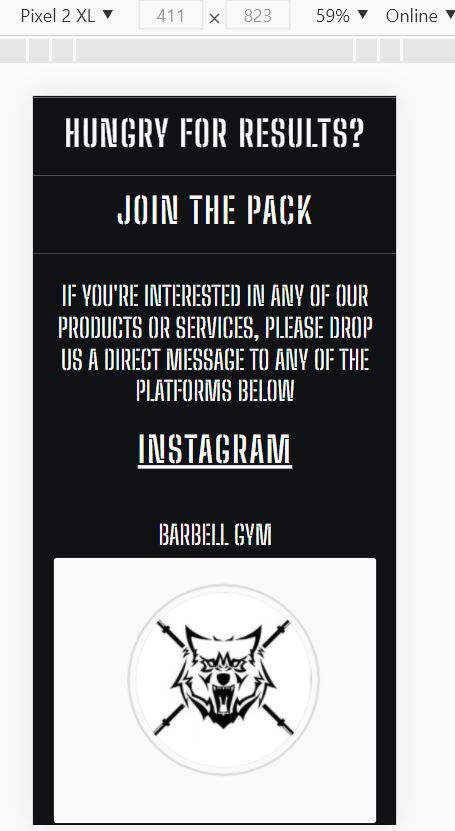 Pixel 2 XL ▼ 411 × 823 59% ▼ Online ▼
HUNGRY FOR RESULTS?
JOIN THE PACK
IF YOU'RE INTERESTED IN ANY OF OUR
PRODUCTS OR SERVICES, PLEASE DROP
US A DIRECT MESSAGE TO ANY OF THE
PLATFORMS BELOW
INSTAGRAM
BARBELL GYM